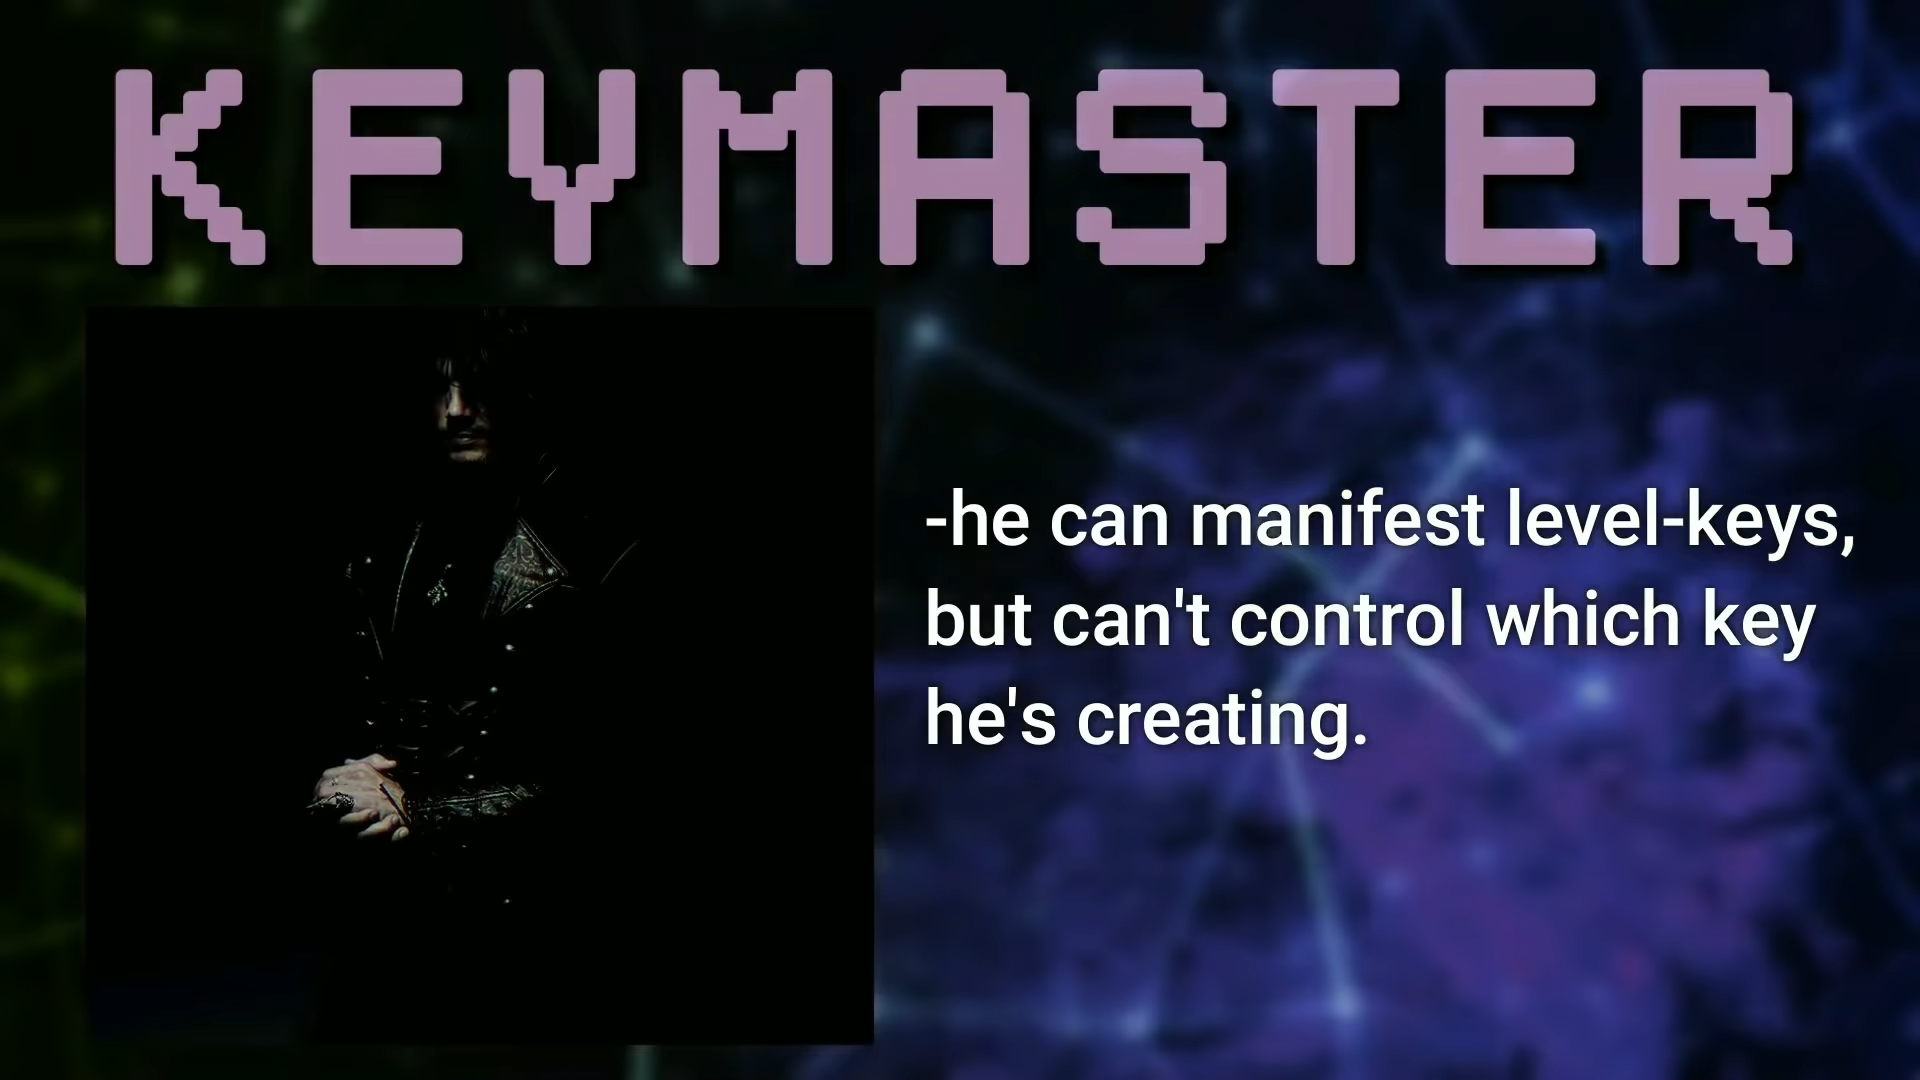 KEYMASTER
-he can manifest level-keys,
but can't control which key
he's creating.